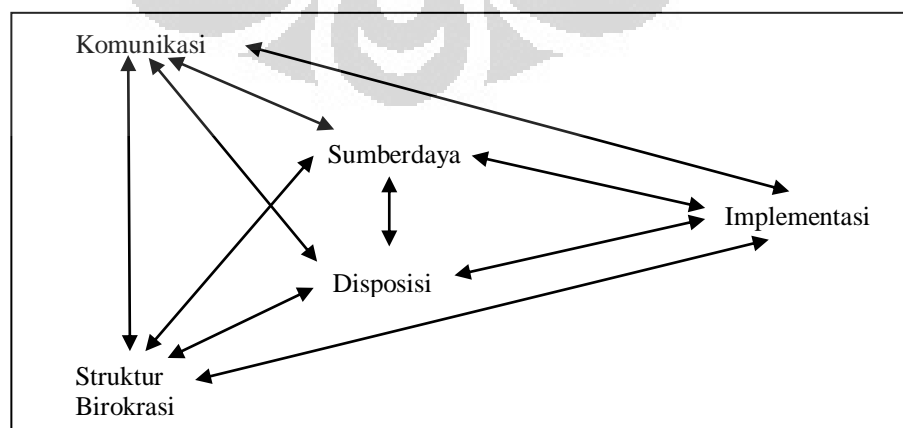 Komunikasi
Sumberdaya
Implementasi
Disposisi
Struktur
Birokrasi